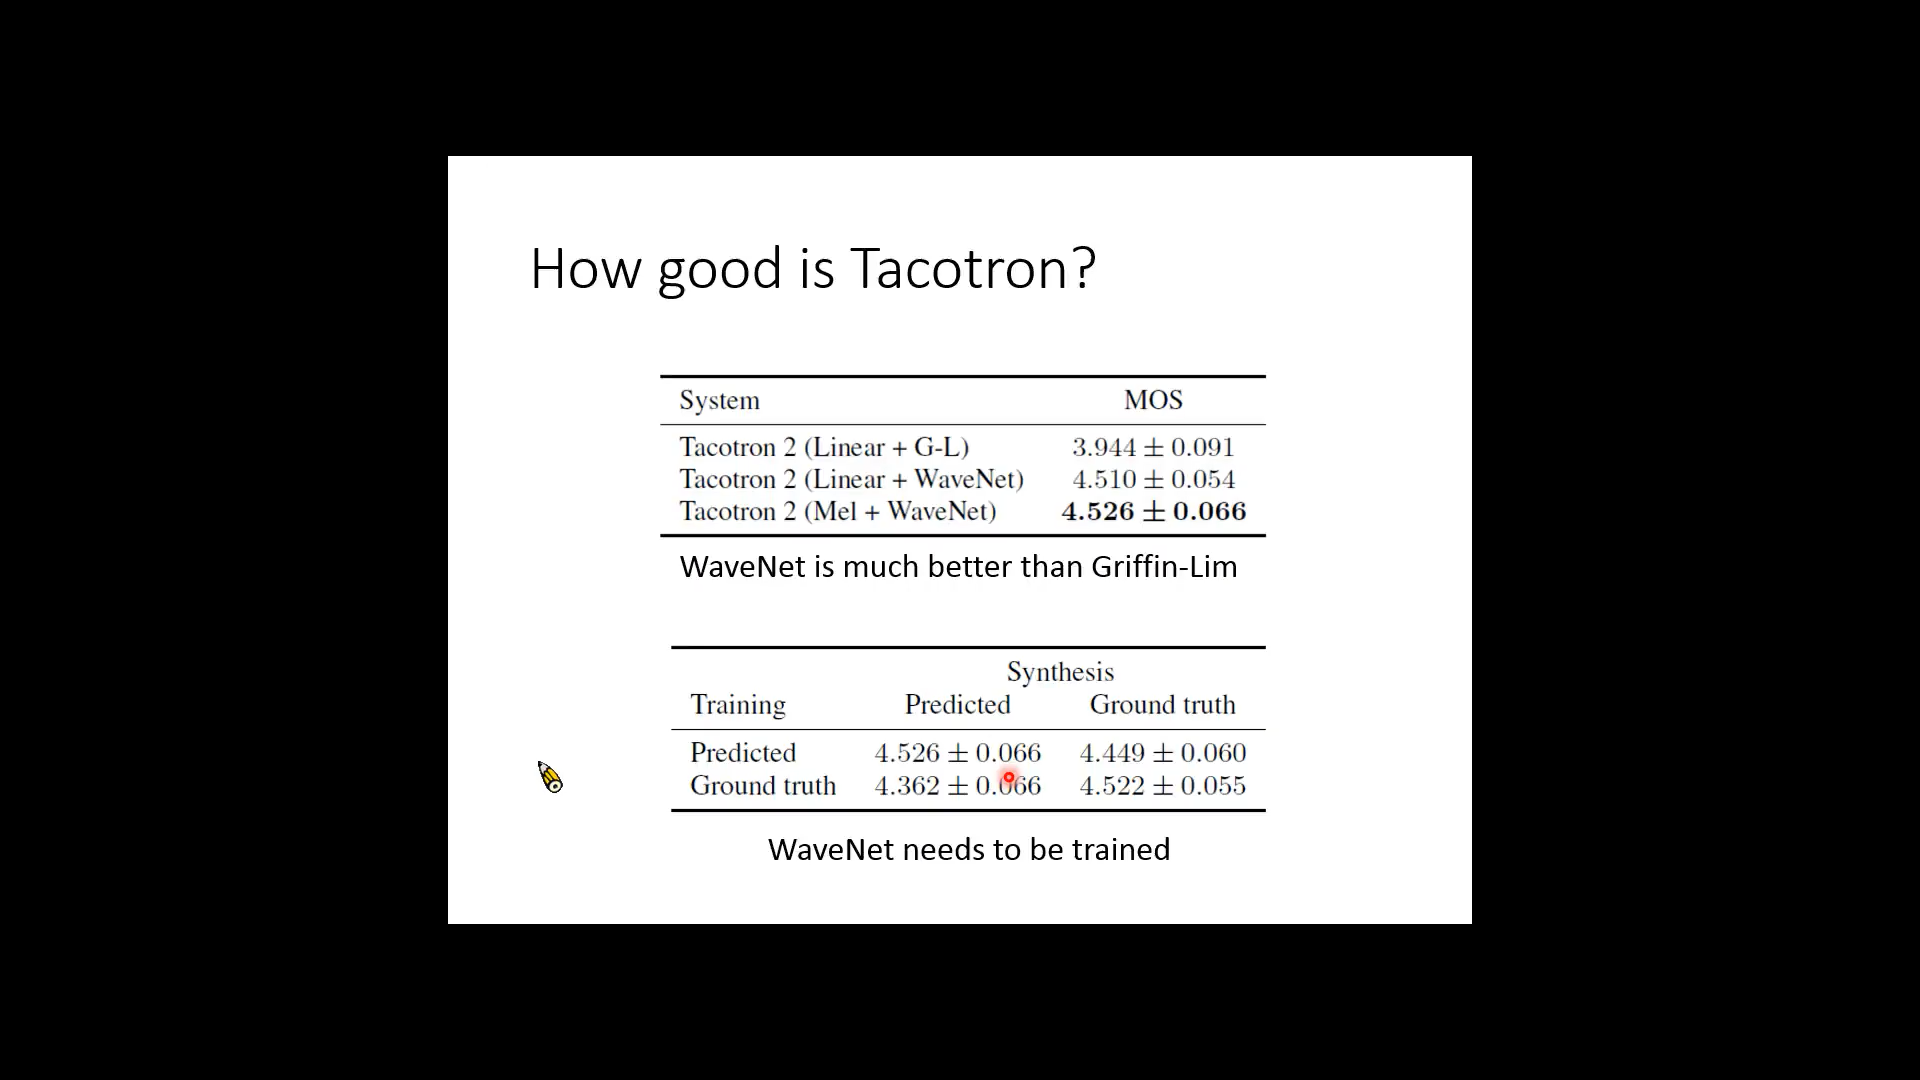 How good is Tacotron?
System MOS
Tacotron 2 (Linear + G-L) 3.944 ± 0.091
Tacotron 2 (Linear + WaveNet) 4.510 ± 0.054
Tacotron 2 (Mel + WaveNet) 4.526 ± 0.066
WaveNet is much better than Griffin-Lim
Synthesis
Training Predicted Ground truth
Predicted 4.526 ± 0.066 4.449 ± 0.060
Ground truth 4.362 ± 0.066 4.522 ± 0.055
WaveNet needs to be trained